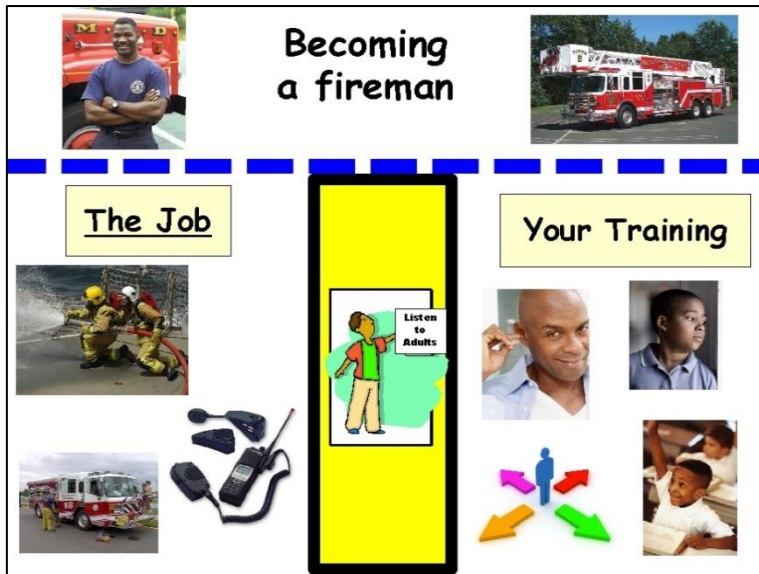 Becoming
a fireman
The Job
Your Training
Listen
to
Adults